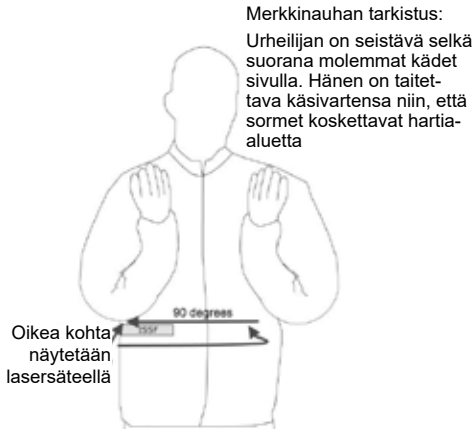 Merkkinauhan tarkistus:
Urheilijan on seistävä selkä
suorana molemmat kädet
sivulla. Hänen on taitet-
tava käsivartensa niin, että
sormet koskettavat hartia-
aluetta
90 degrees
ISSF
Oikea kohta
näytetään
lasersäteellä